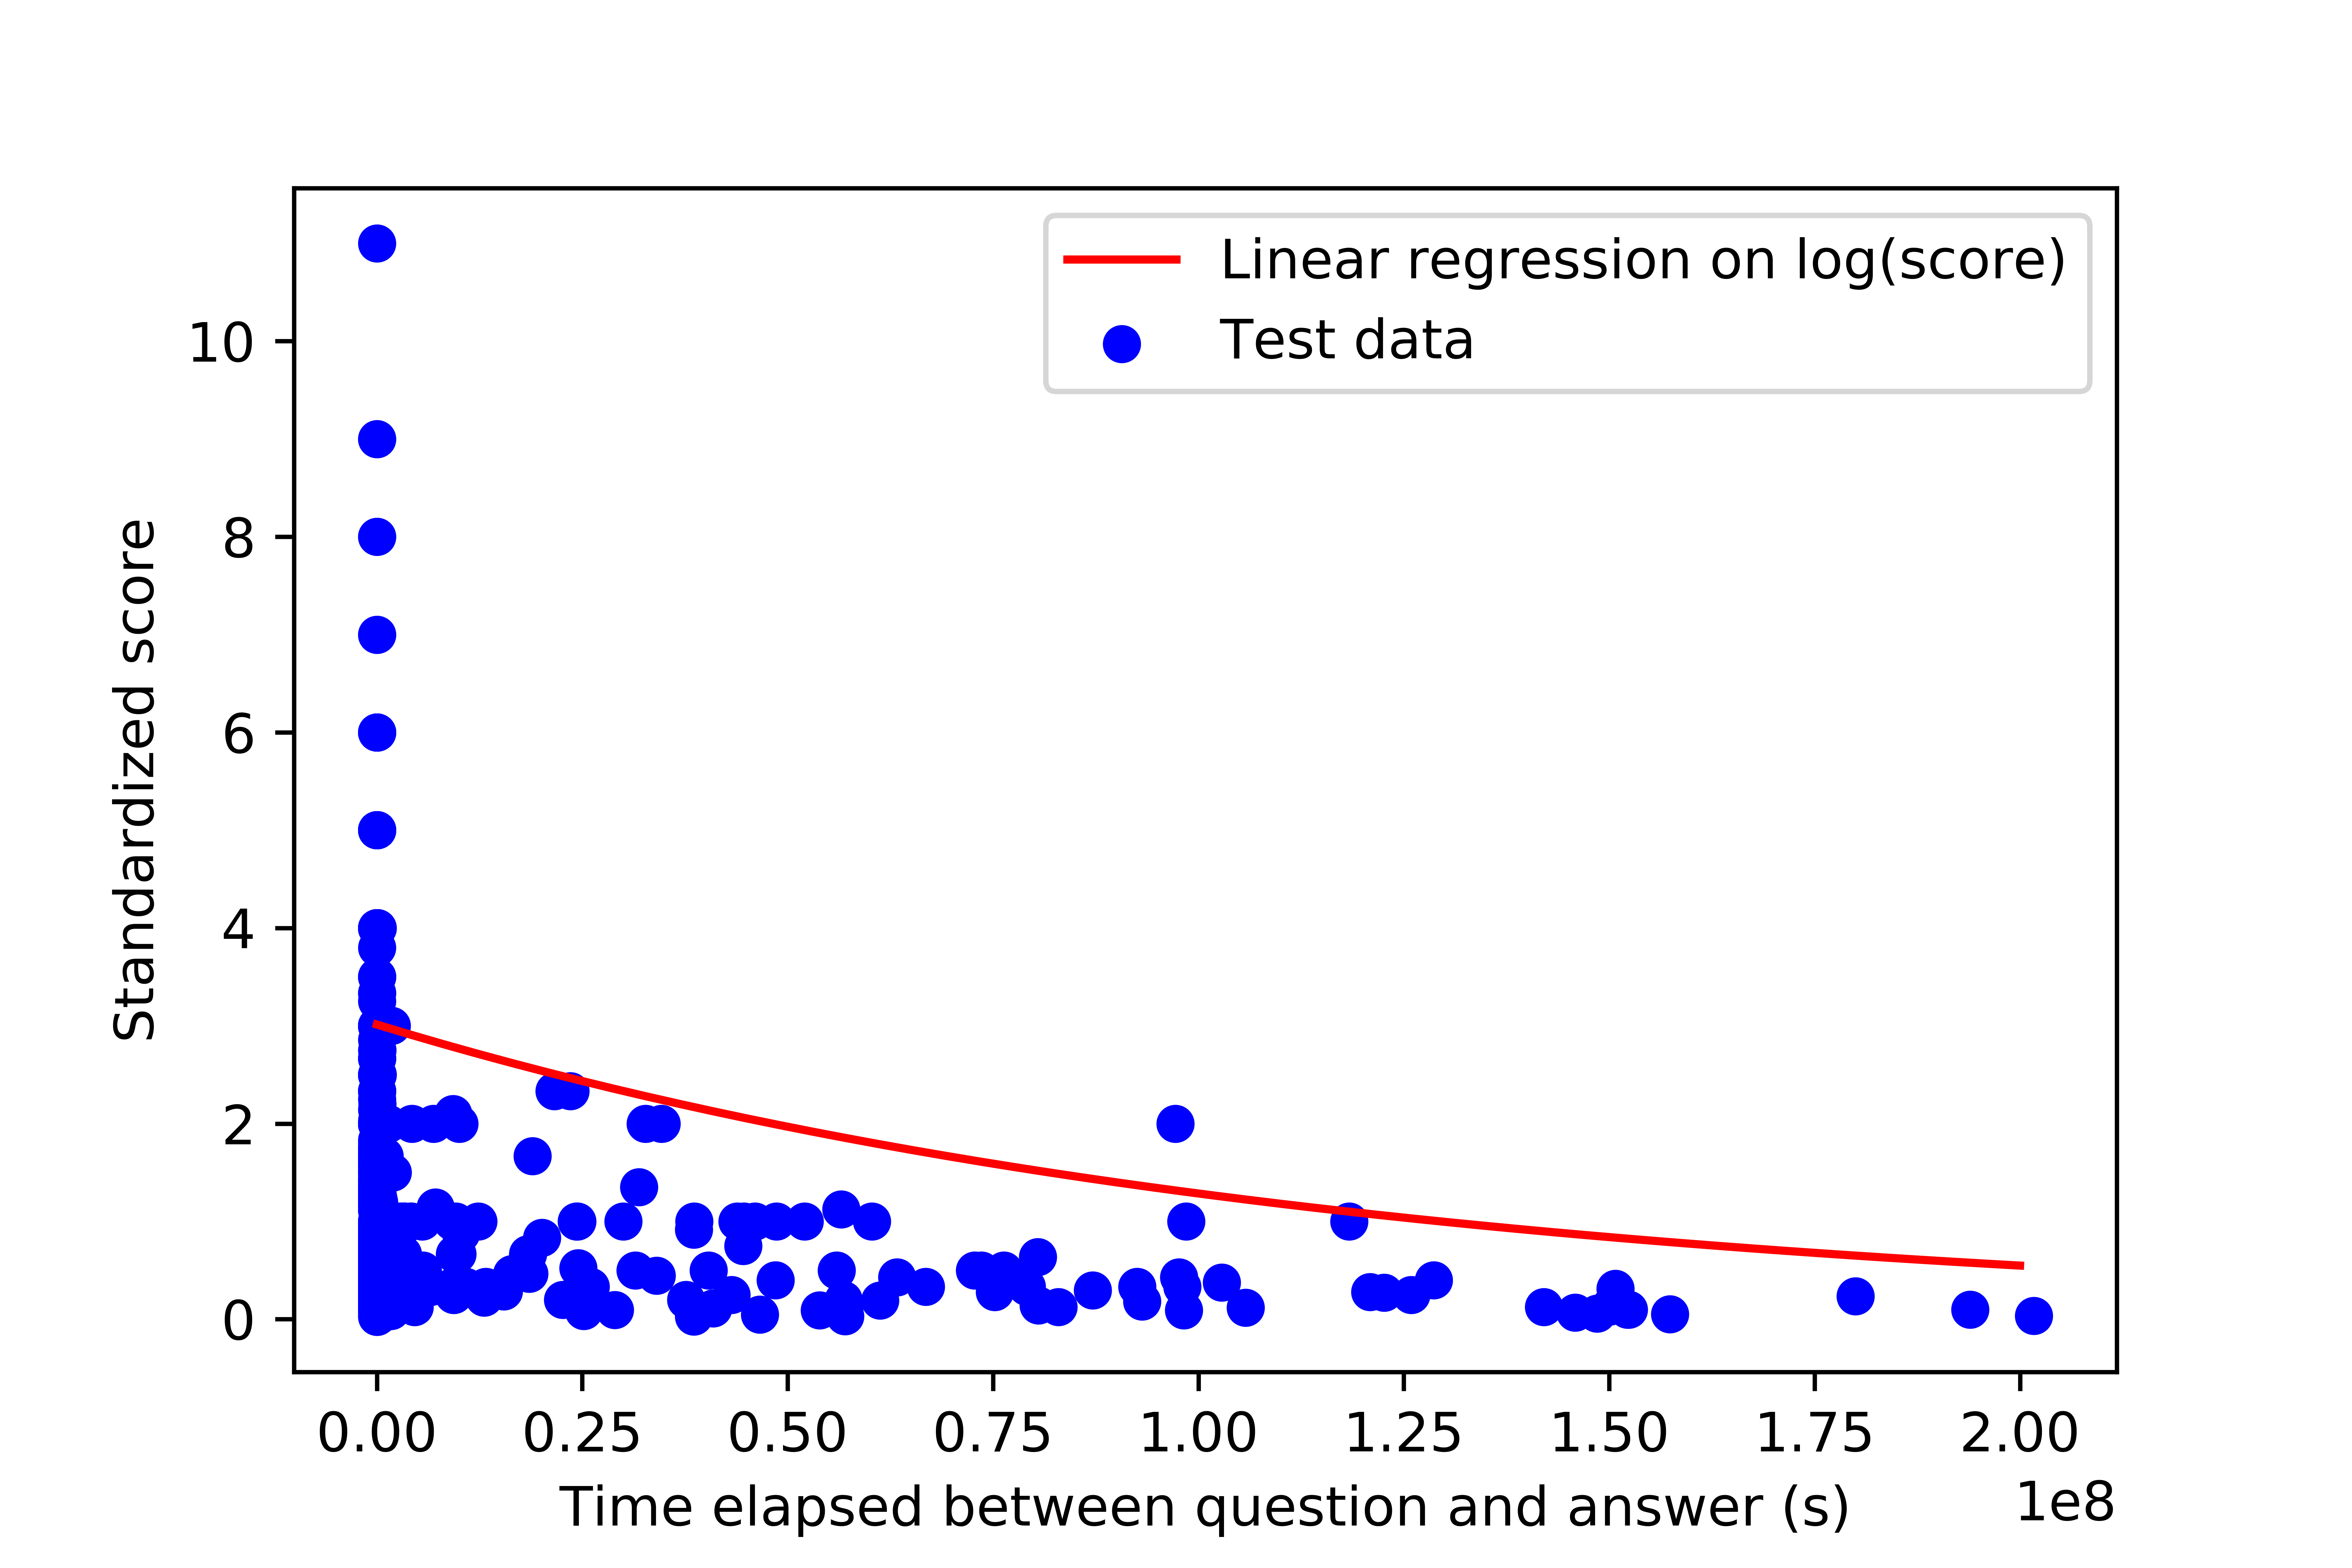 Linear regression on log(score)
Test data
10
8
6
4
2
0
Standardized score
0.00 0.25 0.50 0.75 1.00 1.25 1.50 1.75 2.00
1e8
Time elapsed between question and answer (s)